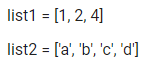 list1 = [1, 2, 4]
list2 = ['a', 'b', 'c', 'd']